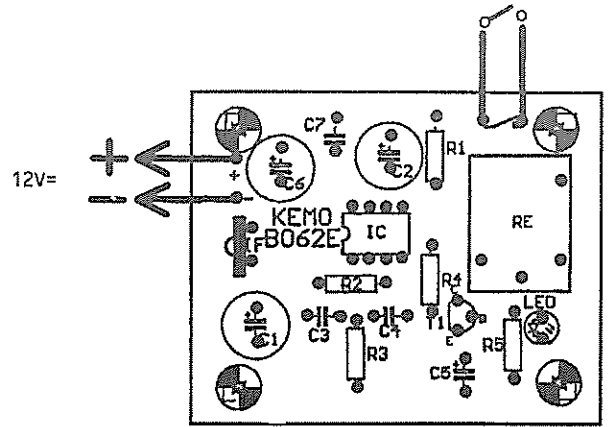 12V=
+
-
+
-
C7
C6
C2
R1
KEMO
B062E
IC
IF
RE
R2
R4
LED
C1
C3
C4
R3
T1
C
B
E
R5
C5